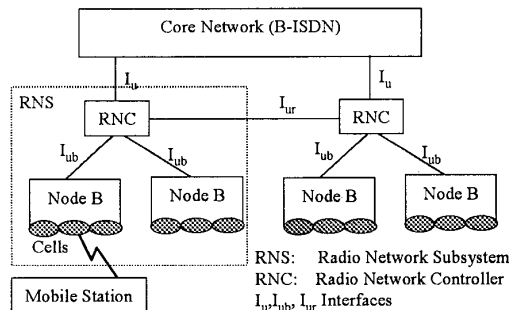 Core Network (B-ISDN)
Iu
Iu
RNS
RNC
Iur
RNC
Iub
Iub
Iub
Iub
Node B
Node B
Node B
Node B
Cells
RNS: Radio Network Subsystem
RNC: Radio Network Controller
Iu,Iub, Iur Interfaces
Mobile Station